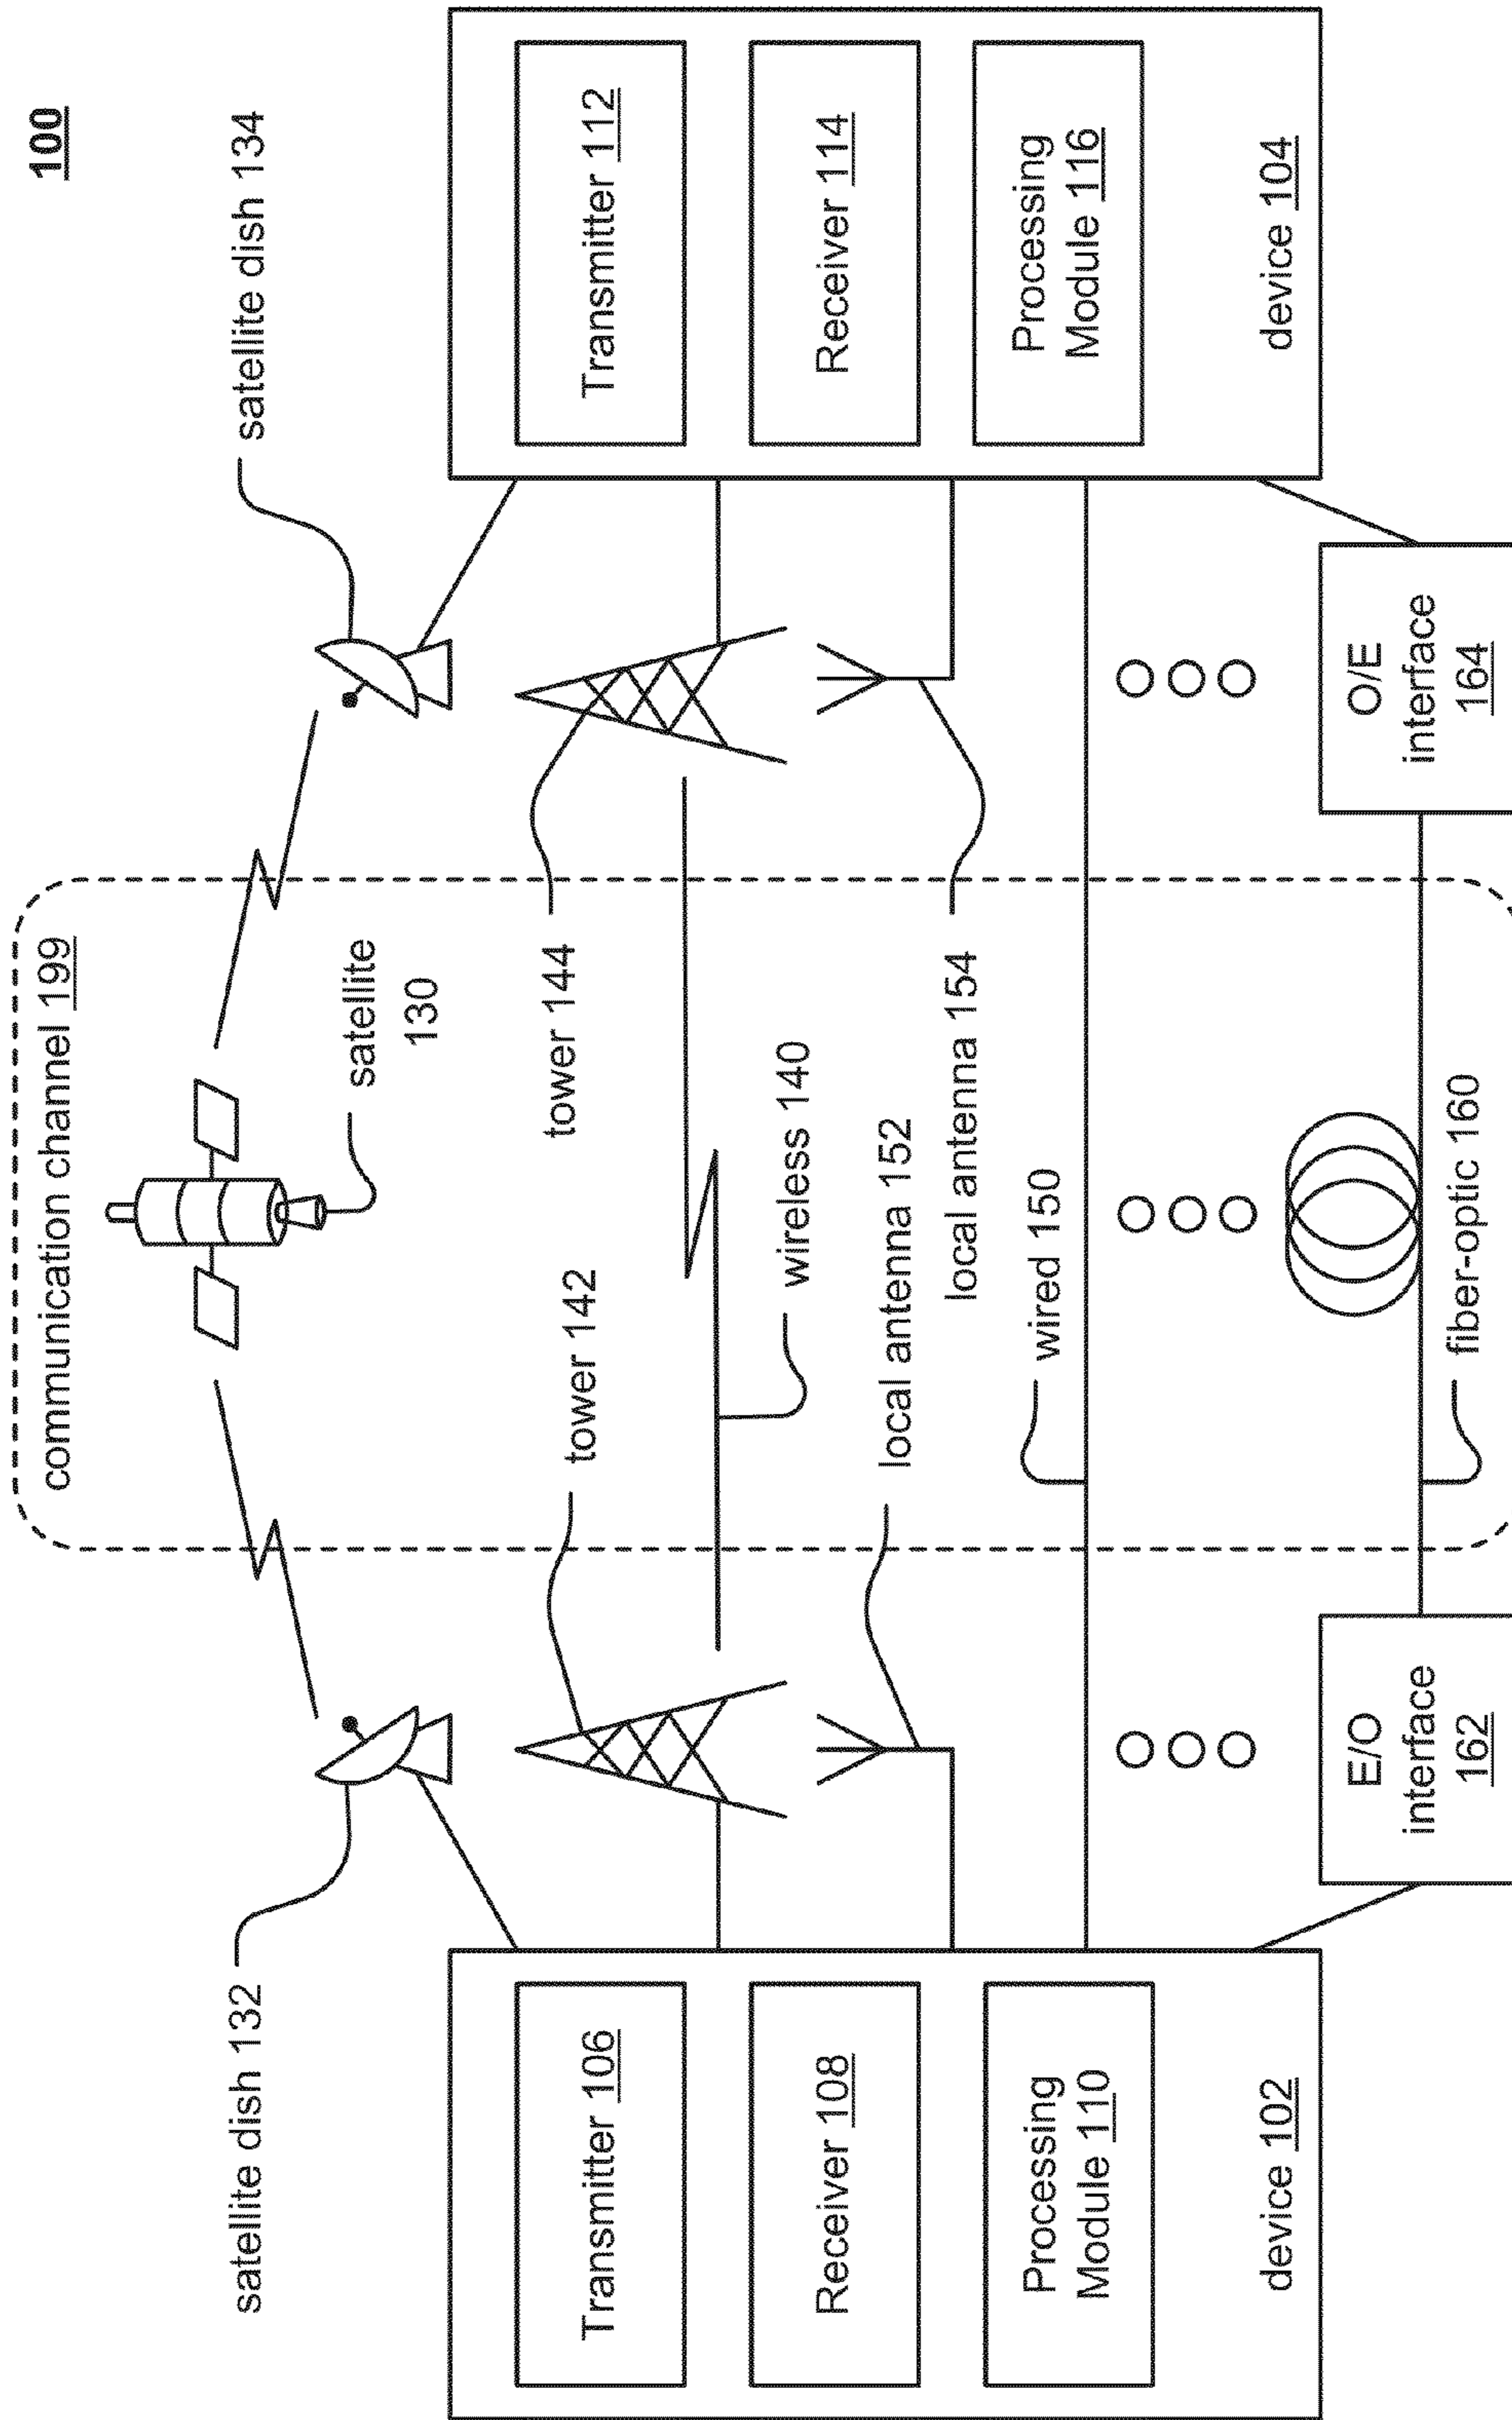 100
communication channel 199
satellite dish 132
satellite
130
satellite dish 134
tower 142
tower 144
wireless 140
local antenna 152
local antenna 154
wired 150
fiber-optic 160
Transmitter 106
Receiver 108
Processing
Module 110
device 102
E/O
interface
162
O/E
interface
164
Transmitter 112
Receiver 114
Processing
Module 116
device 104